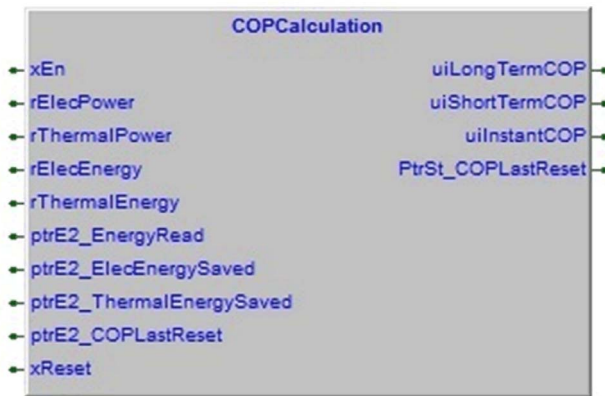 COPCalculation
xEn
uiLongTermCOP
rElecPower
uiShortTermCOP
rThermalPower
uiInstantCOP
rElecEnergy
PtrSt_COPLastReset
rThermalEnergy
ptrE2_EnergyRead
ptrE2_ElecEnergySaved
ptrE2_ThermalEnergySaved
ptrE2_COPLastReset
xReset